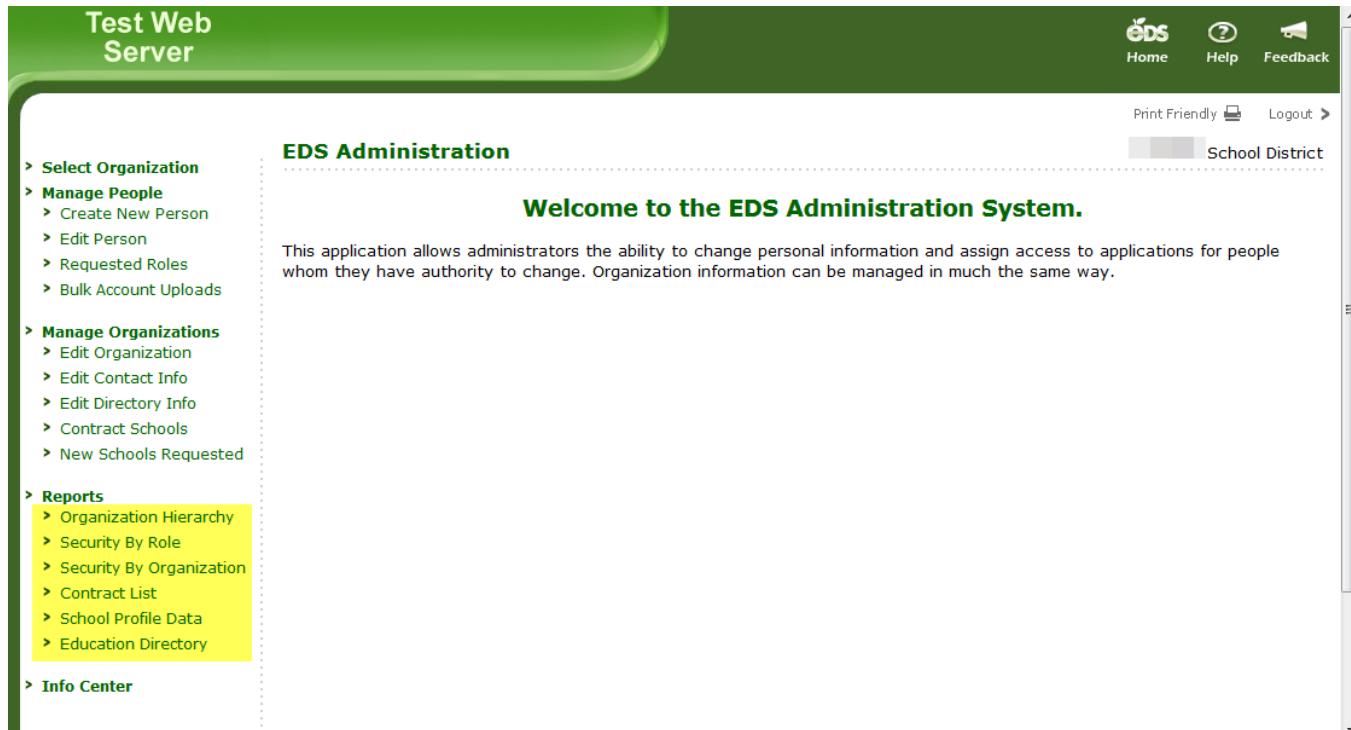 Test Web
Server
eDS
Home
Help
Feedback
Print Friendly
Logout
EDS Administration
School District
Select Organization
Manage People
Create New Person
Edit Person
Requested Roles
Bulk Account Uploads
Manage Organizations
Edit Organization
Edit Contact Info
Edit Directory Info
Contract Schools
New Schools Requested
Reports
Organization Hierarchy
Security By Role
Security By Organization
Contract List
School Profile Data
Education Directory
Info Center
Welcome to the EDS Administration System.
This application allows administrators the ability to change personal information and assign access to applications for people
whom they have authority to change. Organization information can be managed in much the same way.